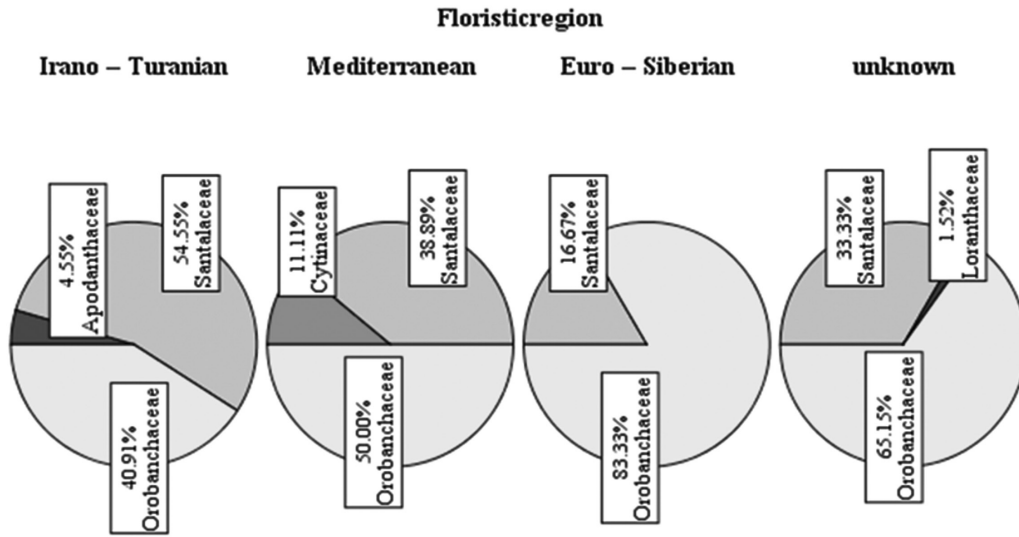 Floristicregion
Irano – Turanian
Mediterranean
Euro – Siberian
unknown
4.55%
Apodanthaceae
54.55%
Santalaceae
40.91%
Orobanchaceae
11.11%
Cytinaceae
38.89%
Santalaceae
50.00%
Orobanchaceae
16.67%
Santalaceae
83.33%
Orobanchaceae
33.33%
Santalaceae
1.52%
Loranthaceae
65.15%
Orobanchaceae